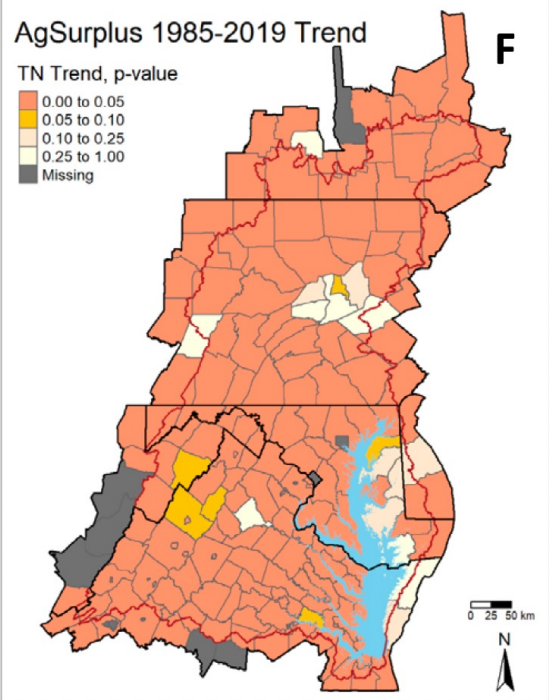 AgSurplus 1985-2019 Trend
F
TN Trend, p-value
0.00 to 0.05
0.05 to 0.10
0.10 to 0.25
0.25 to 1.00
Missing
0 25 50 km
N